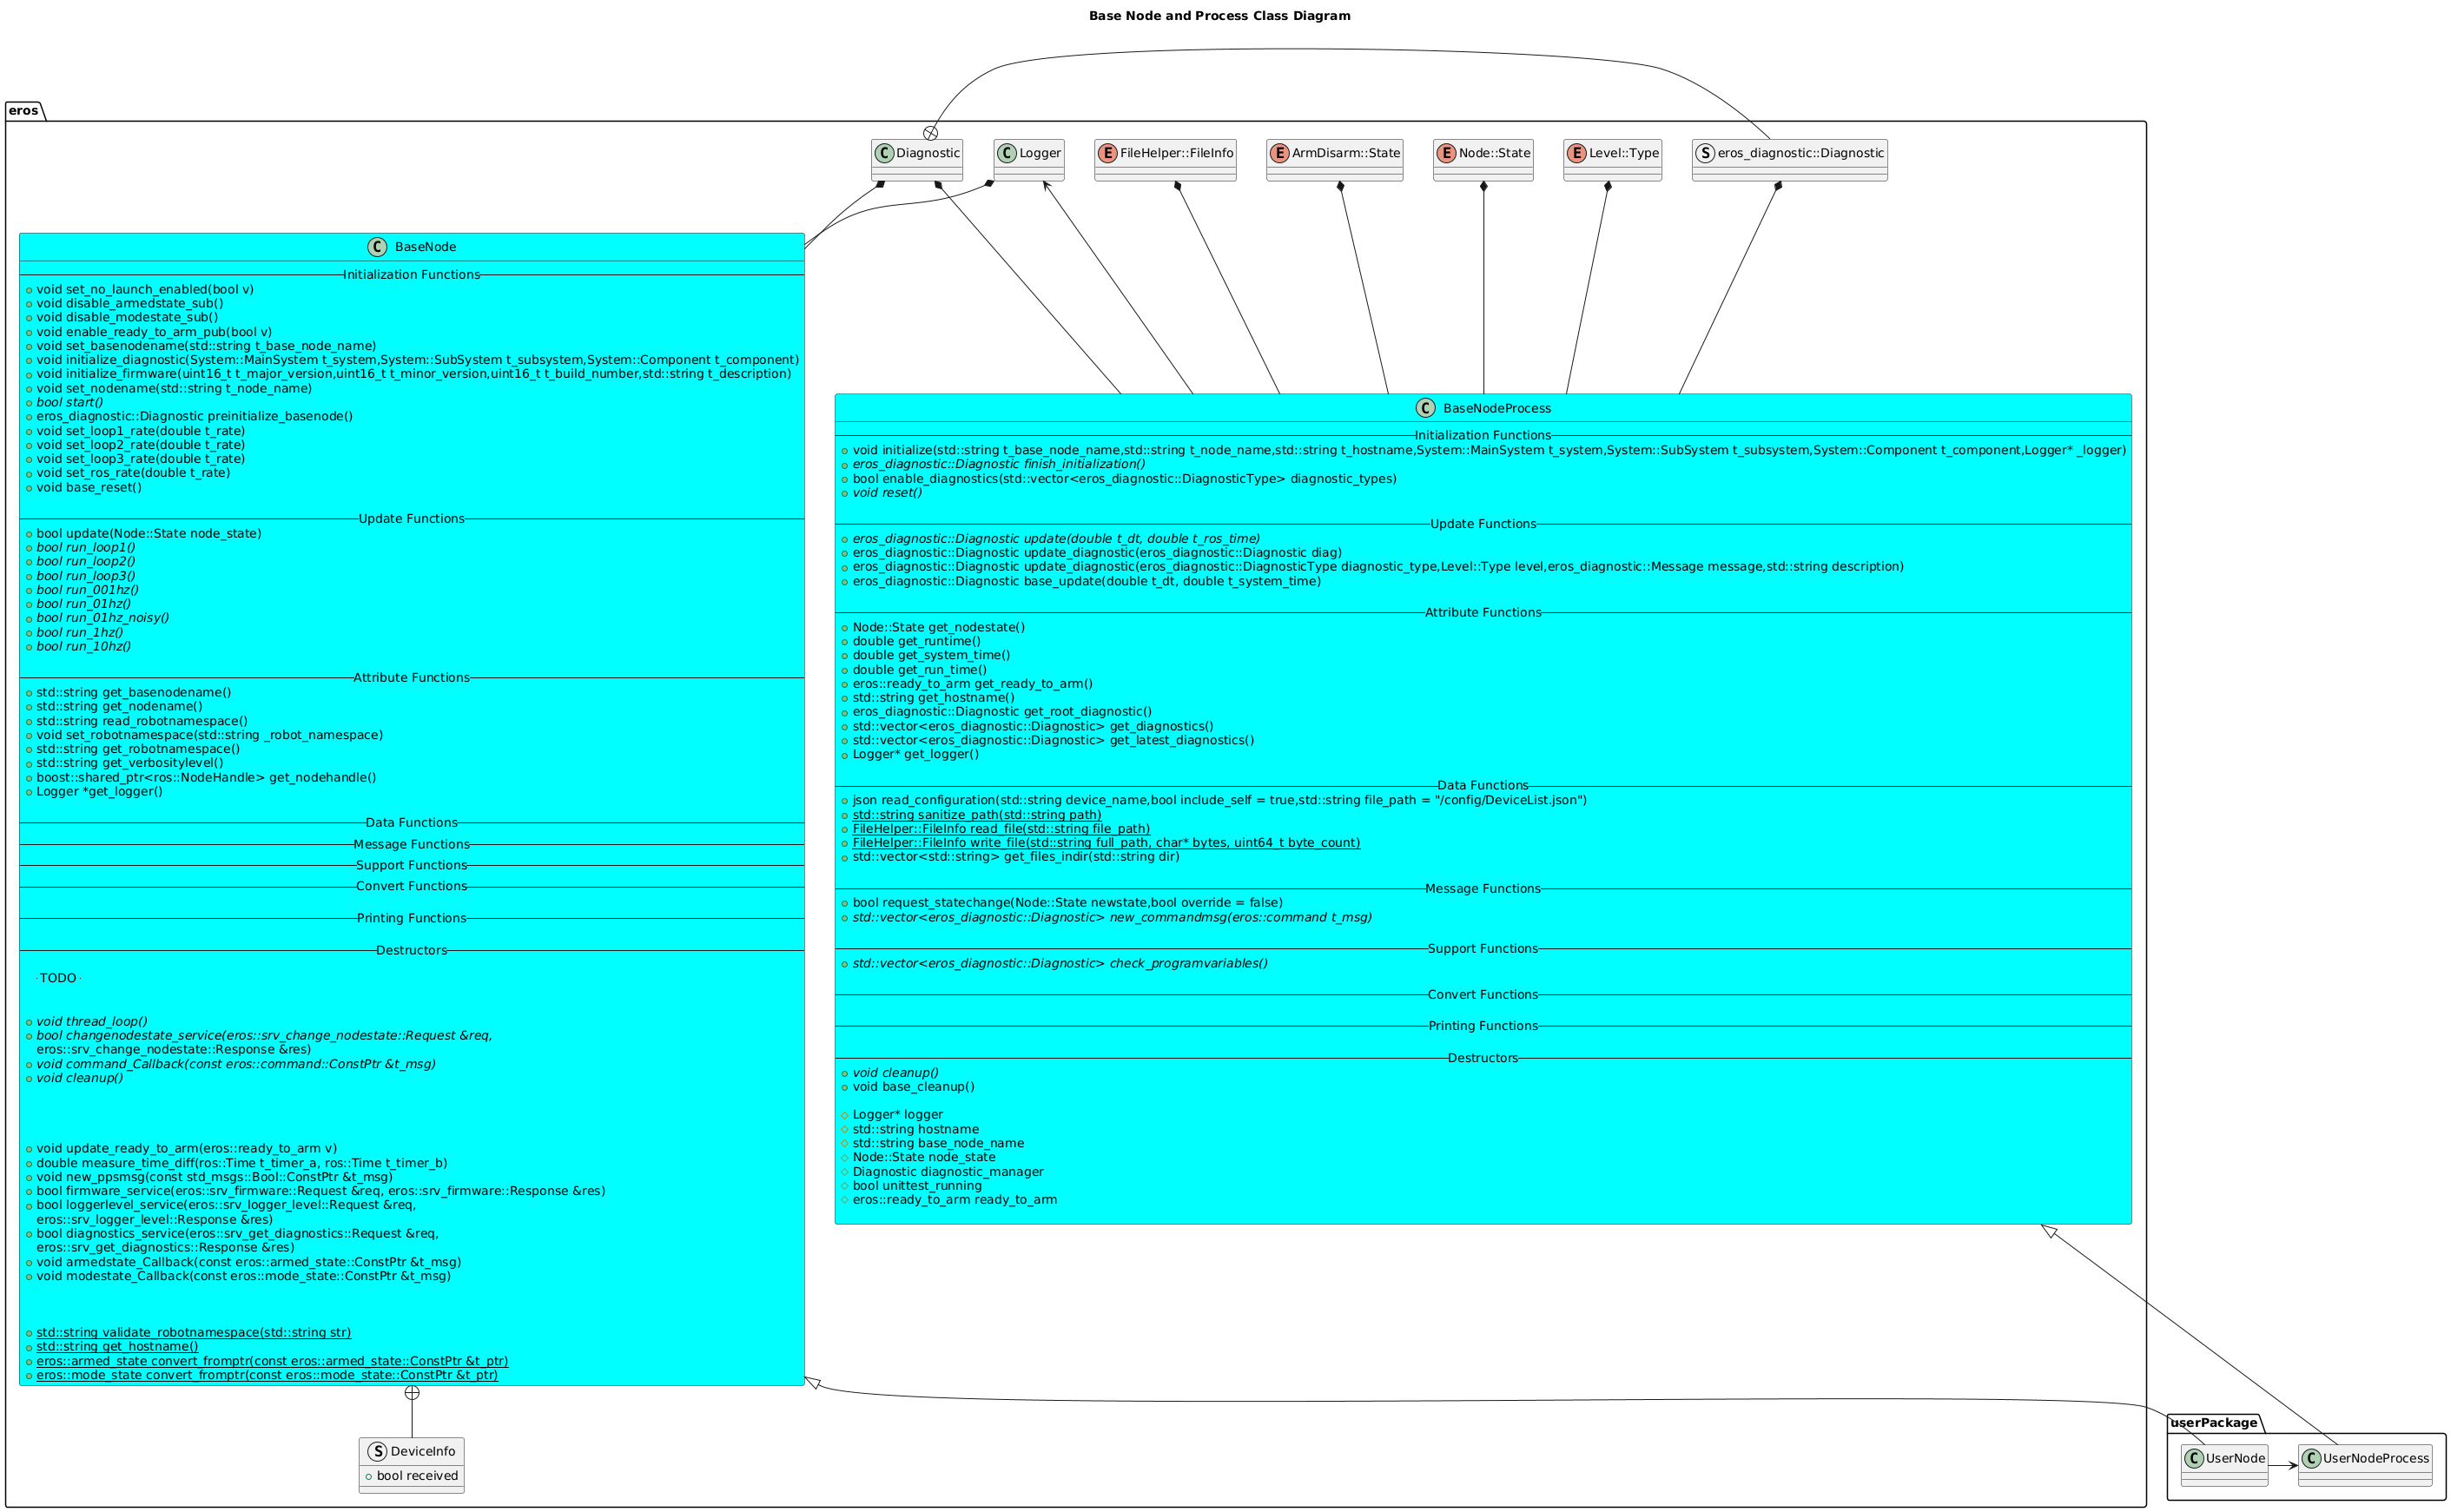 Base Node and Process Class Diagram
eros
C Diagnostic
C Logger
E FileHelper::FileInfo
E ArmDisarm::State
E Node::State
E Level::Type
S eros_diagnostic::Diagnostic
C BaseNode
Initialization Functions
void set_no_launch_enabled(bool v)
void disable_armedstate_sub()
void disable_modestate_sub()
void enable_ready_to_arm_pub(bool v)
void set_basenodename(std::string t_base_node_name)
void initialize_diagnostic(System::MainSystem t_system,System::SubSystem t_subsystem,System::Component t_component)
void initialize_firmware(uint16_t t_major_version,uint16_t t_minor_version,uint16_t t_build_number,std::string t_description)
void set_nodename(std::string t_node_name)
bool start()
eros_diagnostic::Diagnostic preinitialize_basenode()
void set_loop1_rate(double t_rate)
void set_loop2_rate(double t_rate)
void set_loop3_rate(double t_rate)
void set_ros_rate(double t_rate)
void base_reset()
Update Functions
bool update(Node::State node_state)
bool run_loop1()
bool run_loop2()
bool run_loop3()
bool run_001hz()
bool run_01hz()
bool run_01hz_noisy()
bool run_1hz()
bool run_10hz()
Attribute Functions
std::string get_basenodename()
std::string get_nodename()
std::string read_robotnamespace()
void set_robotnamespace(std::string _robot_namespace)
std::string get_robotnamespace()
std::string get_verbositylevel()
boost::shared_ptr<ros::NodeHandle> get_nodehandle()
Logger *get_logger()
Data Functions
Message Functions
Support Functions
Convert Functions
Printing Functions
Destructors
TODO
void thread_loop()
bool changenodestate_service(eros::srv_change_nodestate::Request &req,
eros::srv_change_nodestate::Response &res)
void command_Callback(const eros::command::ConstPtr &t_msg)
void cleanup()
void update_ready_to_arm(eros::ready_to_arm v)
double measure_time_diff(ros::Time t_timer_a, ros::Time t_timer_b)
void new_ppsmsg(const std_msgs::Bool::ConstPtr &t_msg)
bool firmware_service(eros::srv_firmware::Request &req, eros::srv_firmware::Response &res)
bool loggerlevel_service(eros::srv_logger_level::Request &req,
eros::srv_logger_level::Response &res)
bool diagnostics_service(eros::srv_get_diagnostics::Request &req,
eros::srv_get_diagnostics::Response &res)
void armedstate_Callback(const eros::armed_state::ConstPtr &t_msg)
void modestate_Callback(const eros::mode_state::ConstPtr &t_msg)
std::string validate_robotnamespace(std::string str)
std::string get_hostname()
eros::armed_state convert_fromptr(const eros::armed_state::ConstPtr &t_ptr)
eros::mode_state convert_fromptr(const eros::mode_state::ConstPtr &t_ptr)
C BaseNodeProcess
Initialization Functions
void initialize(std::string t_base_node_name,std::string t_node_name,std::string t_hostname,System::MainSystem t_system,System::SubSystem t_subsystem,System::Component t_component,Logger* _logger)
eros_diagnostic::Diagnostic finish_initialization()
bool enable_diagnostics(std::vector<eros_diagnostic::DiagnosticType> diagnostic_types)
void reset()
Update Functions
eros_diagnostic::Diagnostic update(double t_dt, double t_ros_time)
eros_diagnostic::Diagnostic update_diagnostic(eros_diagnostic::Diagnostic diag)
eros_diagnostic::Diagnostic update_diagnostic(eros_diagnostic::DiagnosticType diagnostic_type,Level::Type level,eros_diagnostic::Message message,std::string description)
eros_diagnostic::Diagnostic base_update(double t_dt, double t_system_time)
Attribute Functions
Node::State get_nodestate()
double get_runtime()
double get_system_time()
double get_run_time()
eros::ready_to_arm get_ready_to_arm()
std::string get_hostname()
eros_diagnostic::Diagnostic get_root_diagnostic()
std::vector<eros_diagnostic::Diagnostic> get_diagnostics()
std::vector<eros_diagnostic::Diagnostic> get_latest_diagnostics()
Logger* get_logger()
Data Functions
json read_configuration(std::string device_name,bool include_self = true,std::string file_path = "/config/DeviceList.json")
std::string sanitize_path(std::string path)
FileHelper::FileInfo read_file(std::string file_path)
FileHelper::FileInfo write_file(std::string full_path, char* bytes, uint64_t byte_count)
std::vector<std::string> get_files_indir(std::string dir)
Message Functions
bool request_statechange(Node::State newstate,bool override = false)
std::vector<eros_diagnostic::Diagnostic> new_commandmsg(eros::command t_msg)
Support Functions
std::vector<eros_diagnostic::Diagnostic> check_programvariables()
Convert Functions
Printing Functions
Destructors
void cleanup()
void base_cleanup()
Logger* logger
std::string hostname
std::string base_node_name
Node::State node_state
Diagnostic diagnostic_manager
bool unittest_running
eros::ready_to_arm ready_to_arm
S DeviceInfo
bool received
userPackage
C UserNode
C UserNodeProcess